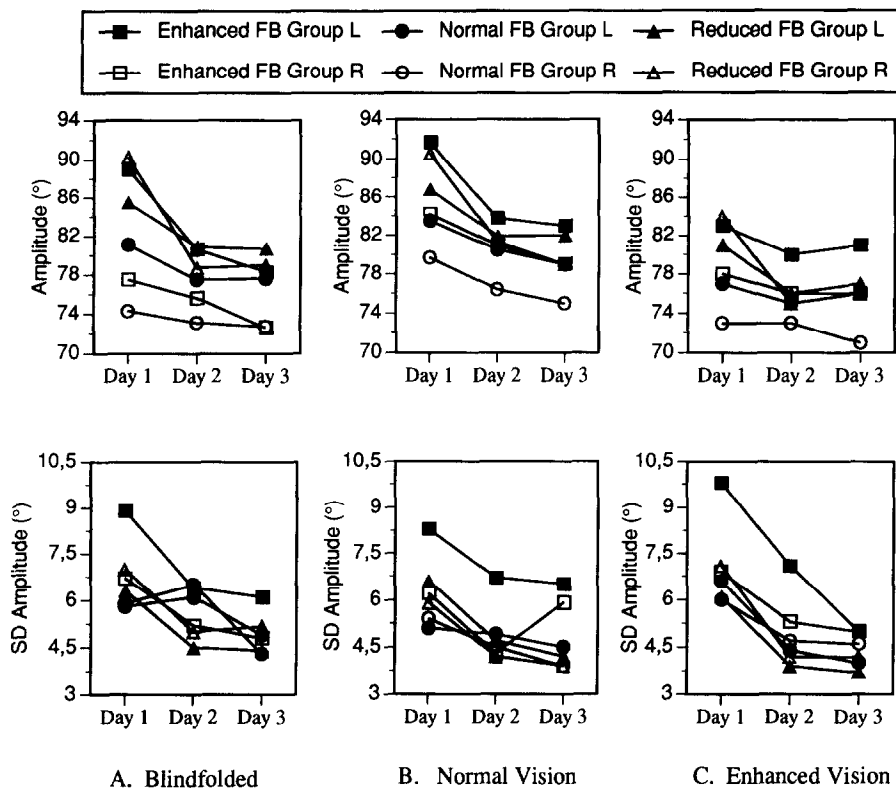 Enhanced FB Group L Normal FB Group L Reduced FB Group L
Enhanced FB Group R Normal FB Group R Reduced FB Group R
94 94 94
90 90 90
86 86 86
82 82 82
78 78 78
74 74 74
70 70 70
Amplitude (°) Amplitude (°) Amplitude (°)
Day 1 Day 2 Day 3 Day 1 Day 2 Day 3 Day 1 Day 2 Day 3
10,5 10,5 10,5
9 9 9
7,5 7,5 7,5
6 6 6
4,5 4,5 4,5
3 3 3
SD Amplitude (°) SD Amplitude (°) SD Amplitude (°)
Day 1 Day 2 Day 3 Day 1 Day 2 Day 3 Day 1 Day 2 Day 3
A. Blindfolded B. Normal Vision C. Enhanced Vision